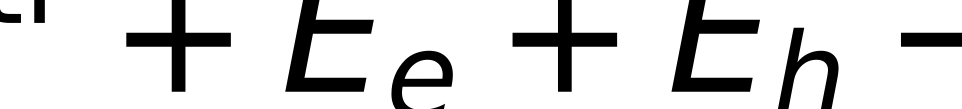 + E_e + E_h −